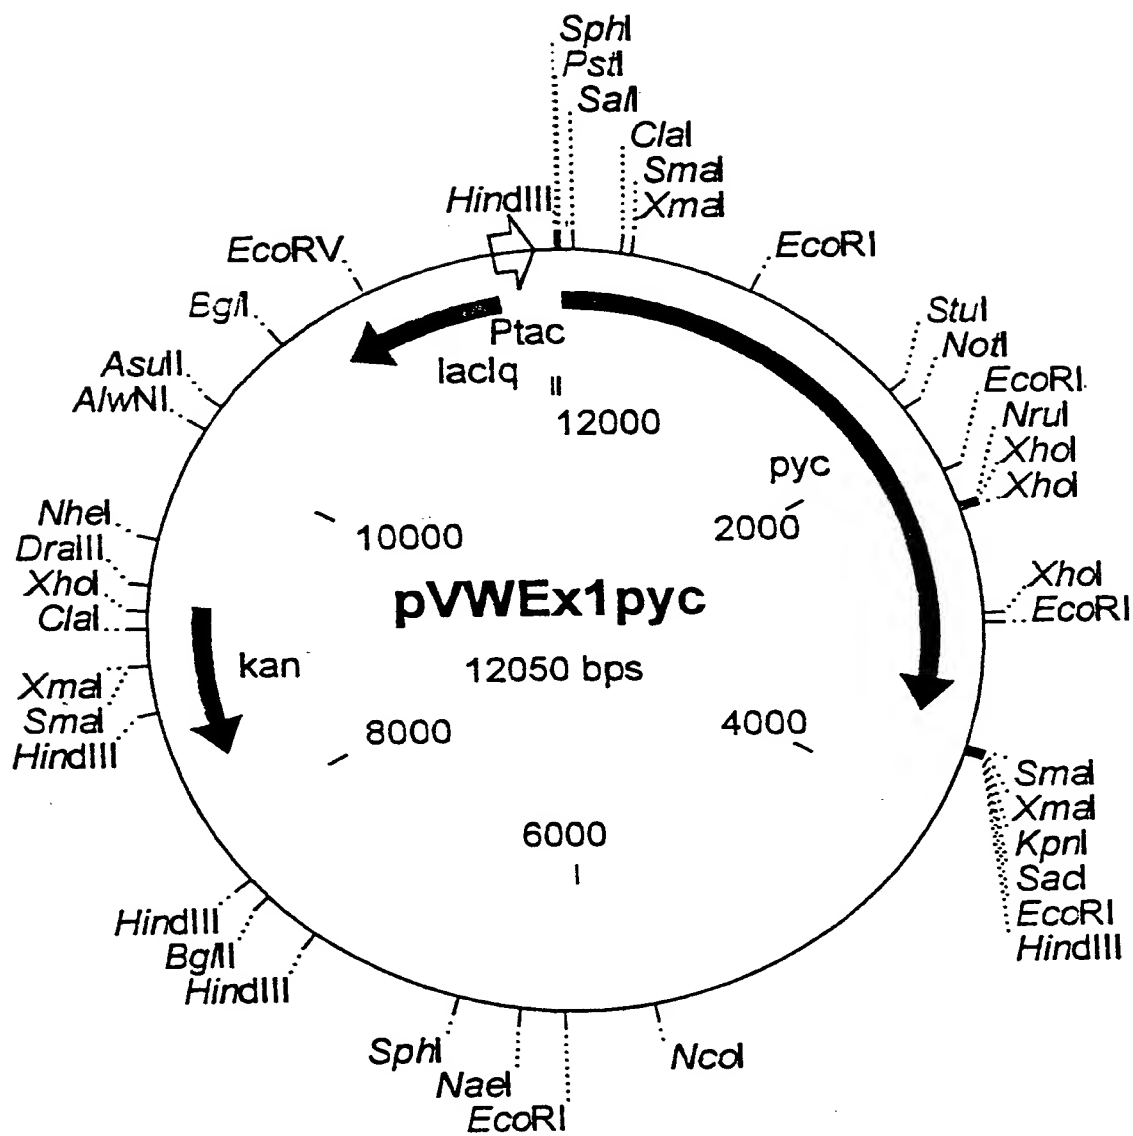 SphI
PstI
SalI
ClaI
SmaI
XmaI
HindIII
EcoRI
EcoRV
BglI
AsuII
AlwNI
StuI
NotI
EcoRI
NruI
XhoI
XhoI
Ptac
lacIq
12000
pyc
2000
10000
NheI
DraIII
XhoI
ClaI
XhoI
EcoRI
pVWEx1pyc
12050 bps
kan
XmaI
SmaI
HindIII
8000
4000
6000
SmaI
XmaI
KpnI
SacI
EcoRI
HindIII
HindIII
BglII
HindIII
SphI
NaeI
EcoRI
NcoI